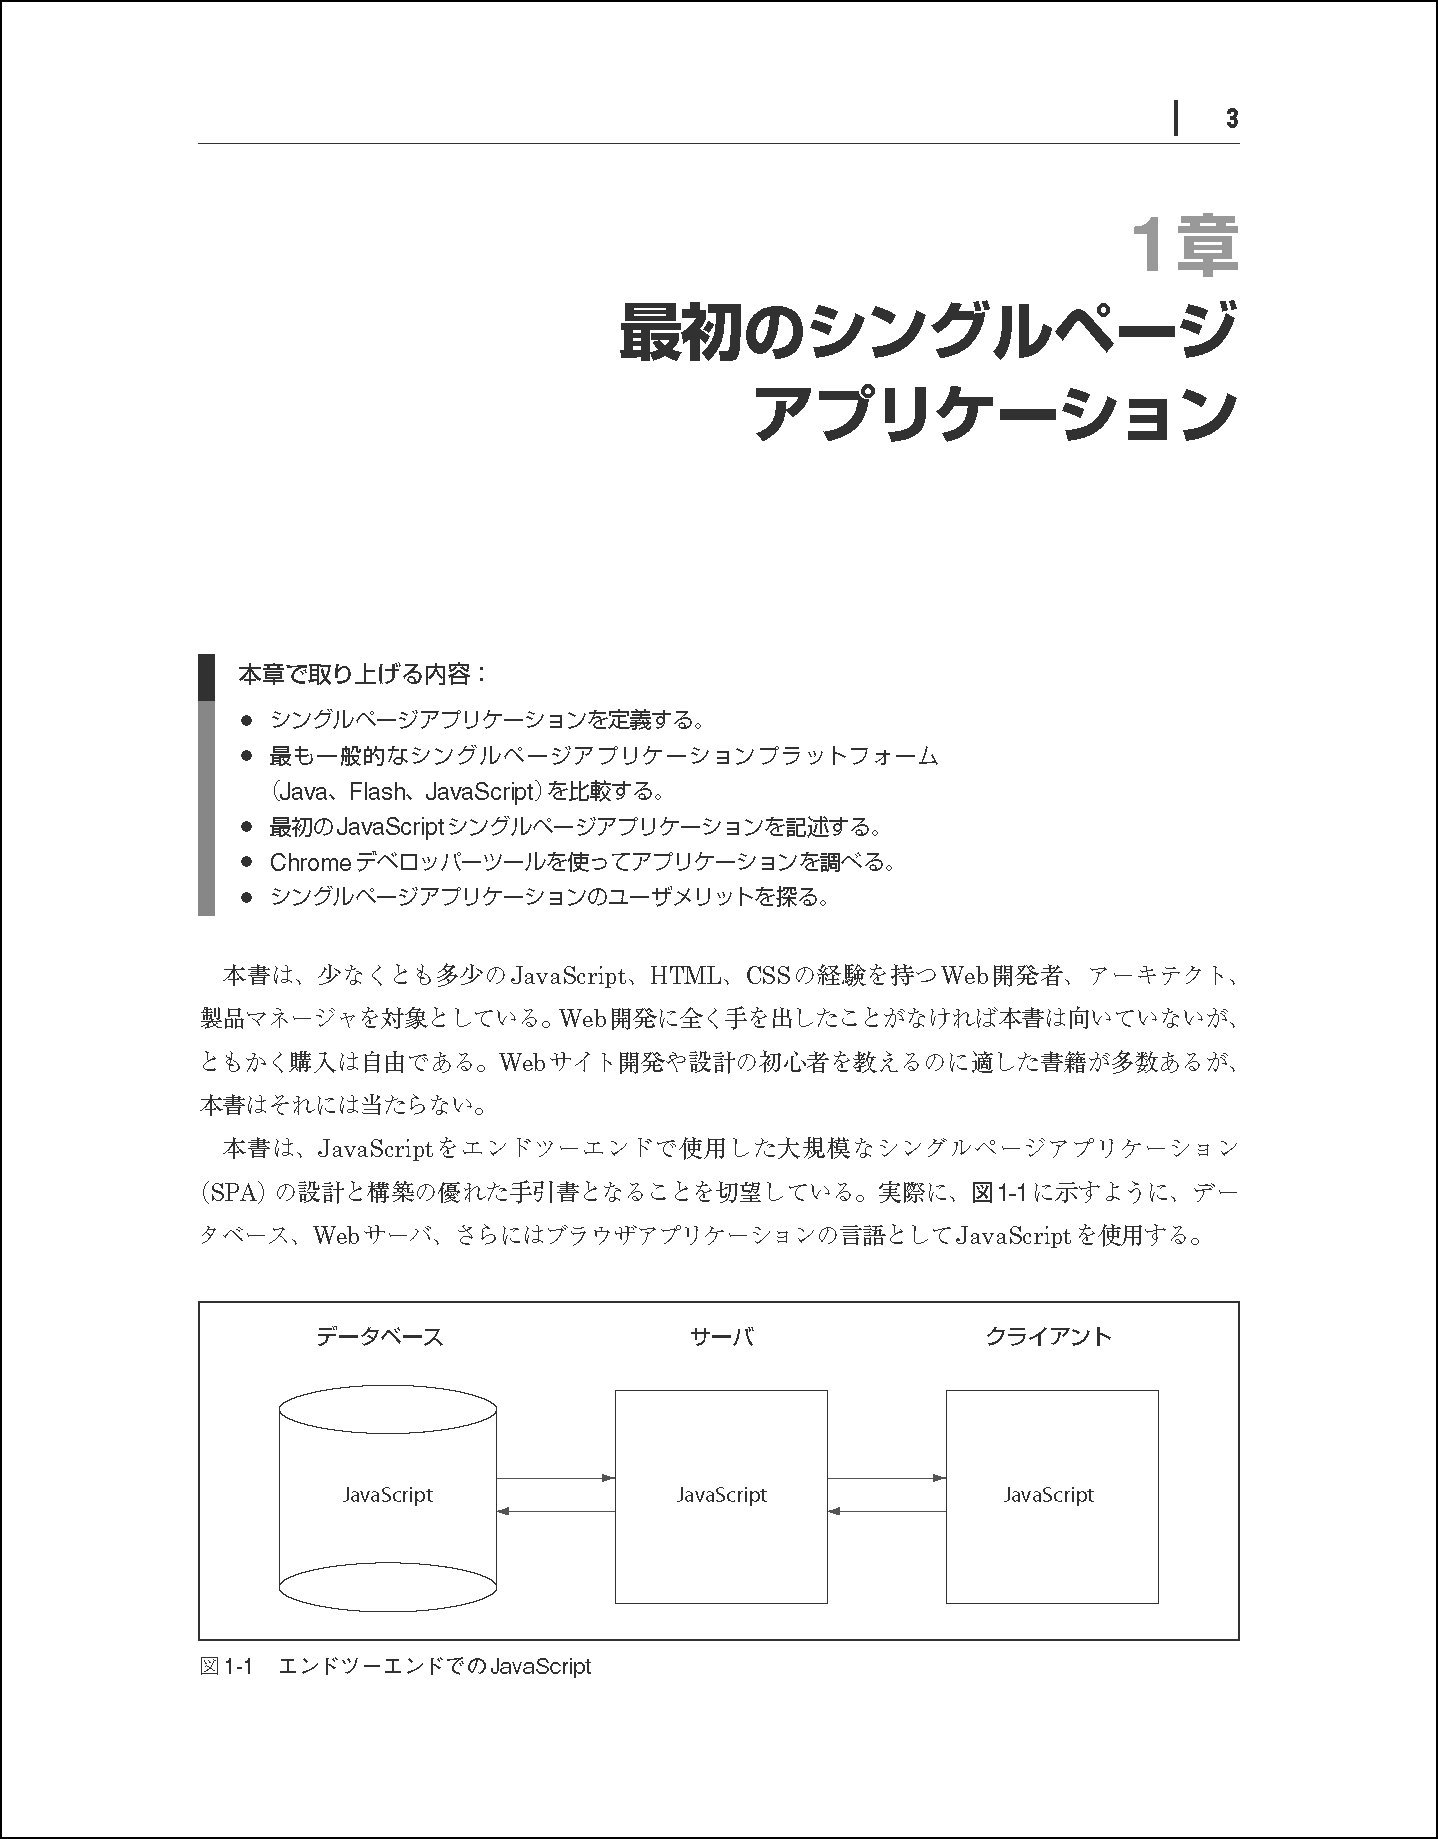 3
1章
最初のシングルページ
アプリケーション
本章で取り上げる内容：
● シングルページアプリケーションを定義する。
● 最も一般的なシングルページアプリケーションプラットフォーム
（Java、Flash、JavaScript）を比較する。
● 最初のJavaScriptシングルページアプリケーションを記述する。
● Chromeデベロッパーツールを使ってアプリケーションを調べる。
● シングルページアプリケーションのユーザメリットを探る。
本書は、少なくとも多少のJavaScript、HTML、CSSの経験を持つWeb開発者、アーキテクト、
製品マネージャを対象としている。Web開発に全く手を出したことがなければ本書は向いていないが、
ともかく購入は自由である。Webサイト開発や設計の初心者を教えるのに適した書籍が多数あるが、
本書はそれには当たらない。
本書は、JavaScriptをエンドツーエンドで使用した大規模なシングルページアプリケーション
（SPA）の設計と構築の優れた手引書となることを切望している。実際に、図1-1に示すように、デー
タベース、Webサーバ、さらにはブラウザアプリケーションの言語としてJavaScriptを使用する。
データベース サーバ クライアント
JavaScript JavaScript JavaScript
図1-1 エンドツーエンドでのJavaScript